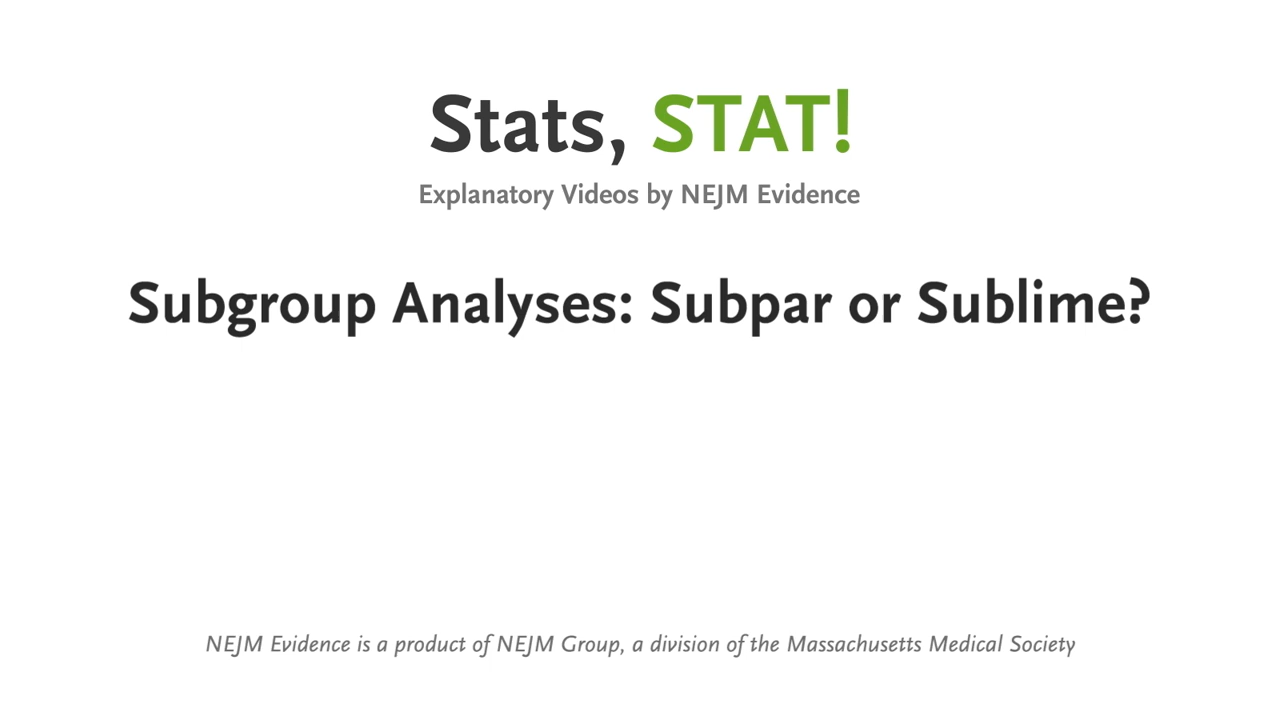 Stats, STAT!
Explanatory Videos by NEJM Evidence
Subgroup Analyses: Subpar or Sublime?
NEJM Evidence is a product of NEJM Group, a division of the Massachusetts Medical Society